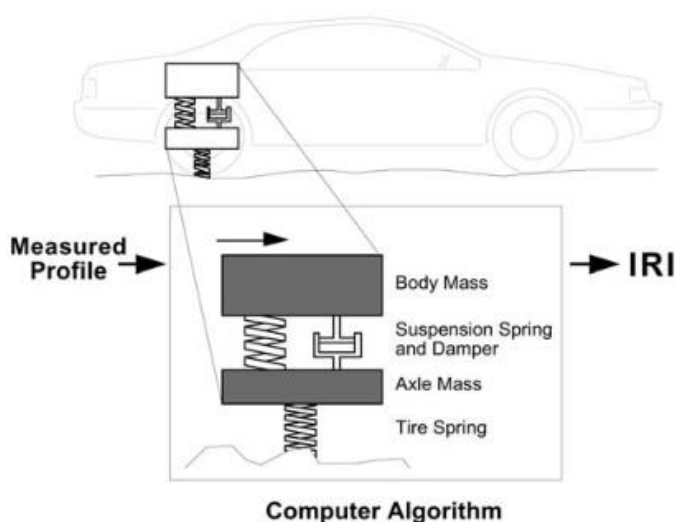 Measured
Profile
IRI
Body Mass
Suspension Spring
and Damper
Axle Mass
Tire Spring
Computer Algorithm